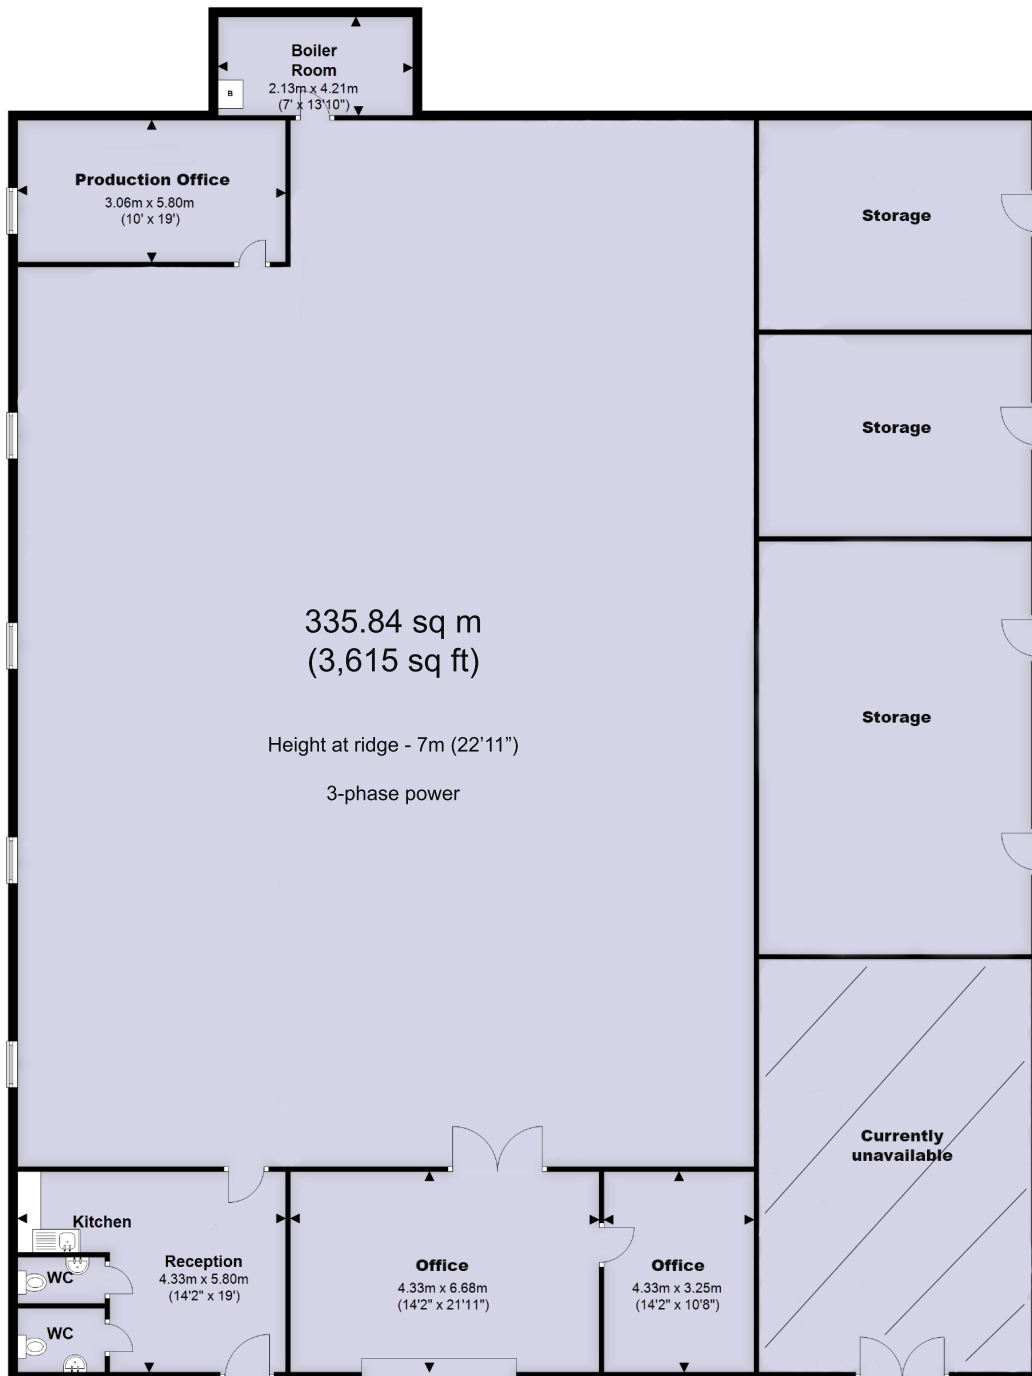 Boiler
Room
2.13m x 4.21m
(7' x 13'10")
B
Production Office
3.06m x 5.80m
(10' x 19')
Storage
Storage
335.84 sq m
(3,615 sq ft)
Height at ridge - 7m (22’11”)
3-phase power
Storage
Currently
unavailable
Kitchen
Reception
4.33m x 5.80m
(14'2" x 19')
WC
WC
Office
4.33m x 6.68m
(14'2" x 21'11")
Office
4.33m x 3.25m
(14'2" x 10'8")